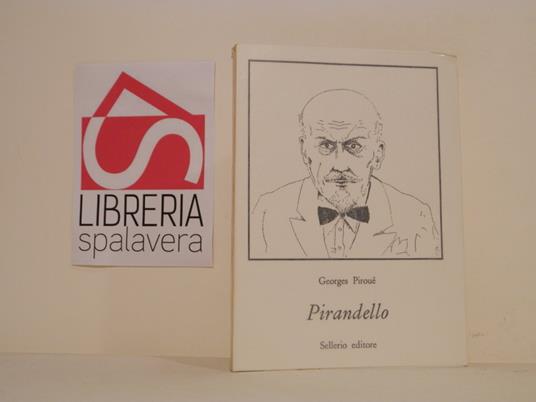 LIBRERIA
spalavera
Georges Piroué
Pirandello
Sellerio editore